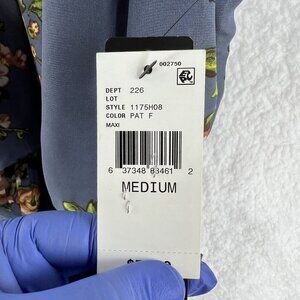 002750
DEPT 226
LOT
STYLE 1175H08
COLOR PAT F
MAXI
6 37348 83461 2
MEDIUM